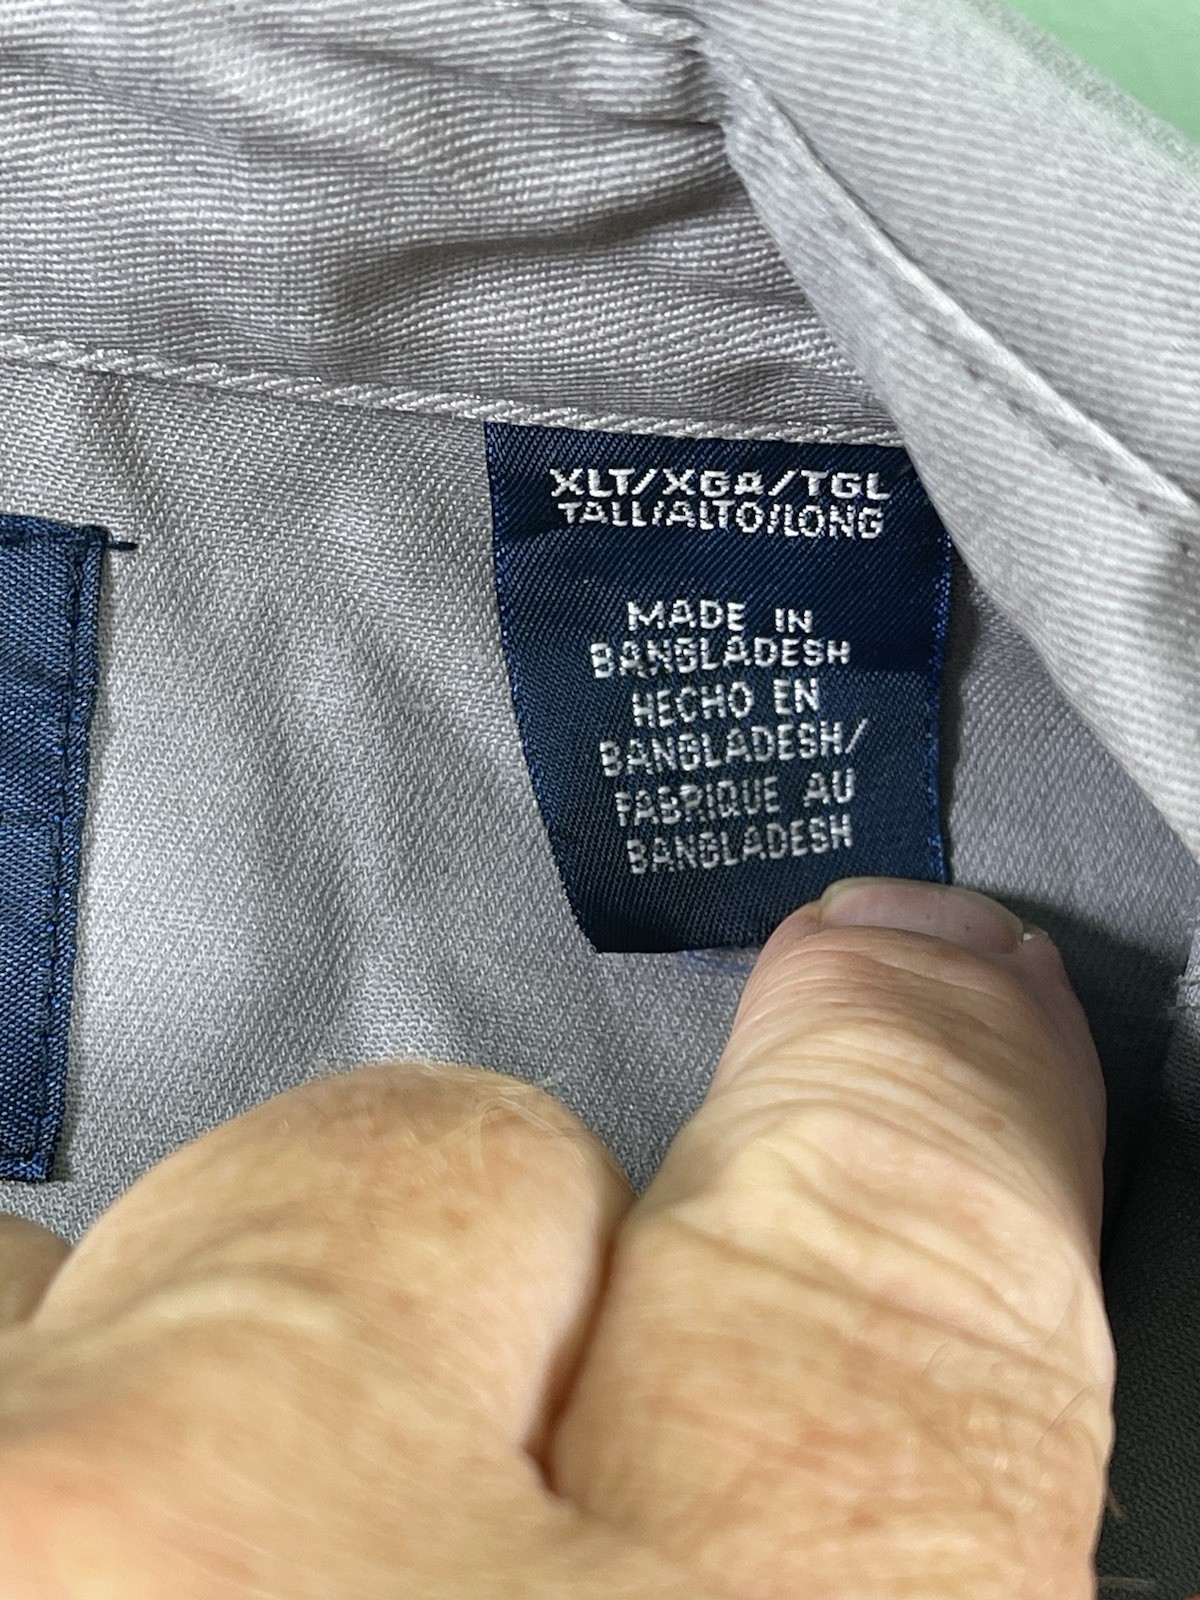 XLT/XGA/TGL
TALL/ALTO/LONG
MADE IN
BANGLADESH
HECHO EN
BANGLADESH/
FABRIQUE AU
BANGLADESH